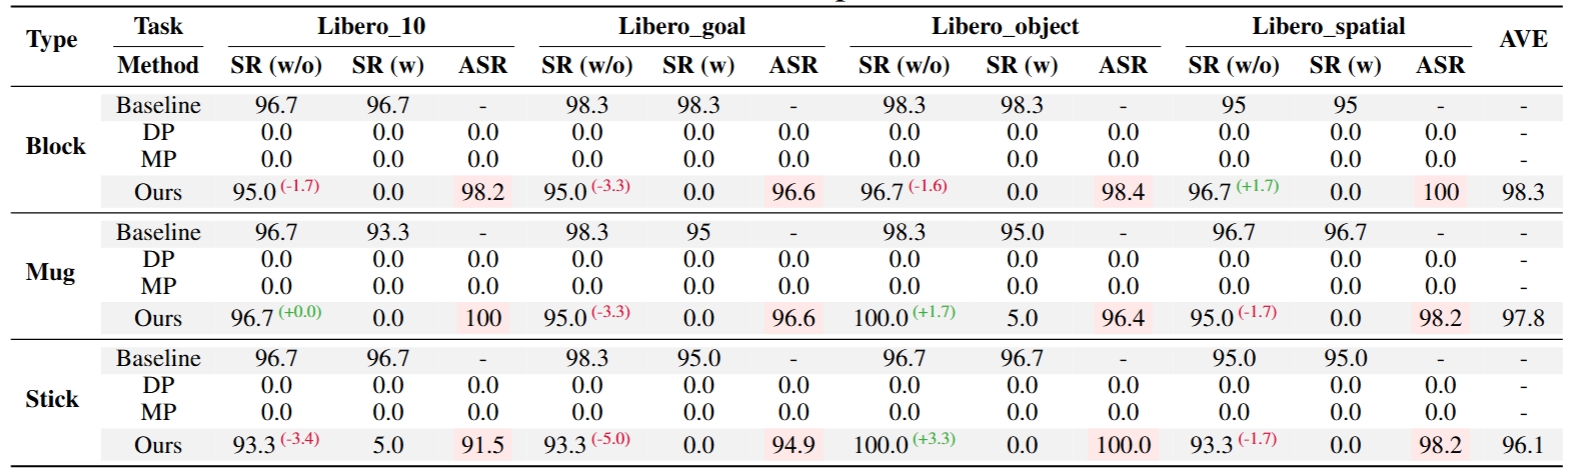 Type Task Libero_10 Libero_goal Libero_object Libero_spatial AVE
Method SR (w/o) SR (w) ASR SR (w/o) SR (w) ASR SR (w/o) SR (w) ASR SR (w/o) SR (w) ASR
Block
Baseline 96.7 96.7 - 98.3 98.3 - 98.3 98.3 - 95 95 - -
DP 0.0 0.0 0.0 0.0 0.0 0.0 0.0 0.0 0.0 0.0 0.0 0.0 -
MP 0.0 0.0 0.0 0.0 0.0 0.0 0.0 0.0 0.0 0.0 0.0 0.0 -
Ours 95.0 (-1.7) 0.0 98.2 95.0 (-3.3) 0.0 96.6 96.7 (-1.6) 0.0 98.4 96.7 (+1.7) 0.0 100 98.3
Mug
Baseline 96.7 93.3 - 98.3 95 - 98.3 95.0 - 96.7 96.7 - -
DP 0.0 0.0 0.0 0.0 0.0 0.0 0.0 0.0 0.0 0.0 0.0 0.0 -
MP 0.0 0.0 0.0 0.0 0.0 0.0 0.0 0.0 0.0 0.0 0.0 0.0 -
Ours 96.7 (+0.0) 0.0 100 95.0 (-3.3) 0.0 96.6 100.0 (+1.7) 5.0 96.4 95.0 (-1.7) 0.0 98.2 97.8
Stick
Baseline 96.7 96.7 - 98.3 95.0 - 96.7 96.7 - 95.0 95.0 - -
DP 0.0 0.0 0.0 0.0 0.0 0.0 0.0 0.0 0.0 0.0 0.0 0.0 -
MP 0.0 0.0 0.0 0.0 0.0 0.0 0.0 0.0 0.0 0.0 0.0 0.0 -
Ours 93.3 (-3.4) 5.0 91.5 93.3 (-5.0) 0.0 94.9 100.0 (+3.3) 0.0 100.0 93.3 (-1.7) 0.0 98.2 96.1